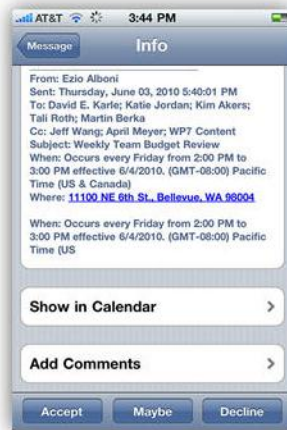 AT&T 3:44 PM
Message Info
From: Ezio Alboni
Sent: Thursday, June 03, 2010 5:40:01 PM
To: David E. Karle; Katie Jordan; Kim Akers;
Tali Roth; Martin Berka
Cc: Jeff Wang; April Meyer; WP7 Content
Subject: Weekly Team Budget Review
When: Occurs every Friday from 2:00 PM to
3:00 PM effective 6/4/2010. (GMT-08:00) Pacific
Time (US & Canada)
Where: 11100 NE 6th St., Bellevue, WA 98004
When: Occurs every Friday from 2:00 PM to
3:00 PM effective 6/4/2010. (GMT-08:00) Pacific
Time (US
Show in Calendar
Add Comments
Accept Maybe Decline